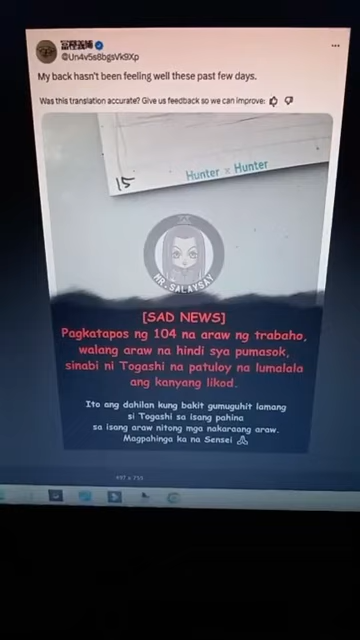 冨樫義博
@Un4v5s8bgsVk9Xp
My back hasn't been feeling well these past few days.
Was this translation accurate? Give us feedback so we can improve:
15
Hunter x Hunter
MR. SALAYSAY
[SAD NEWS]
Pagkatapos ng 104 na araw ng trabaho,
walang araw na hindi sya pumasok,
sinabi ni Togashi na patuloy na lumalala
ang kanyang likod.
Ito ang dahilan kung bakit gumuguhit lamang
si Togashi sa isang pahina
sa isang araw nitong mga nakaraang araw.
Magpahinga ka na Sensei